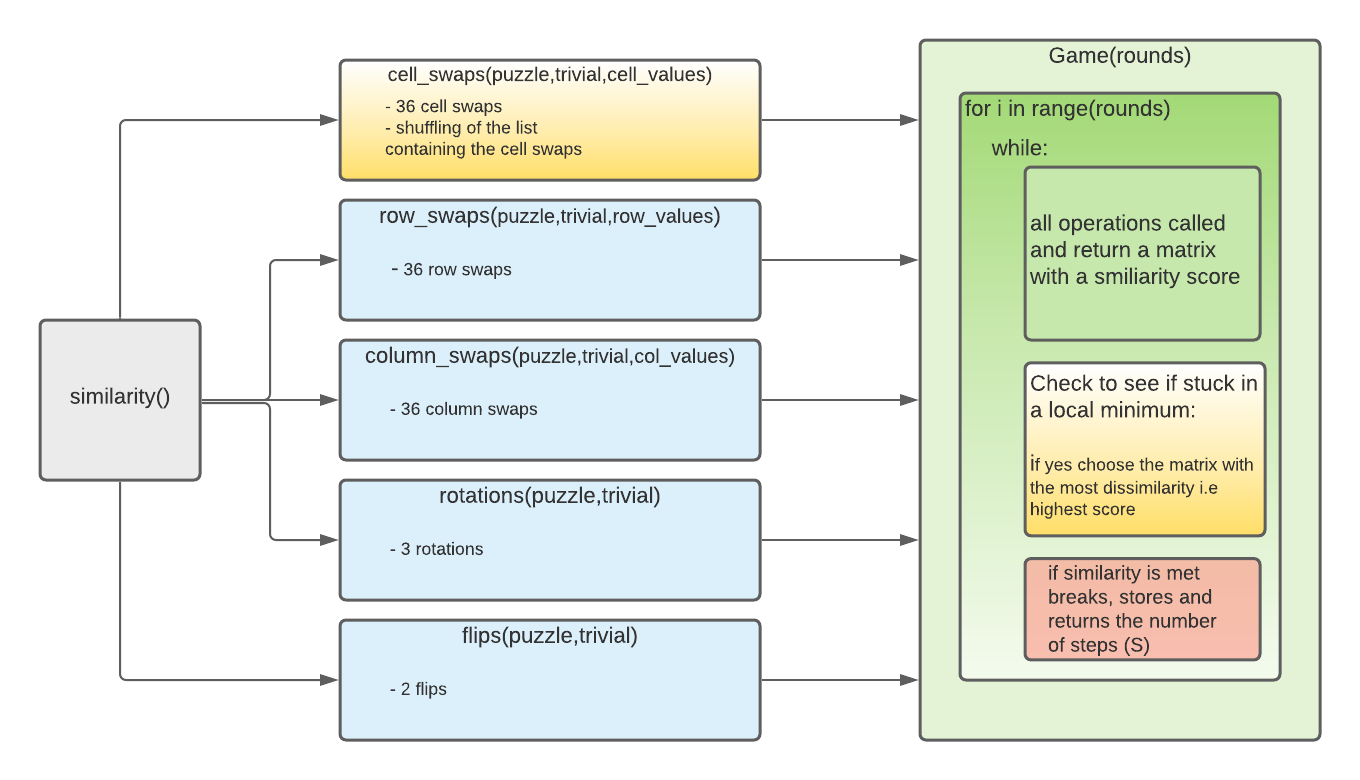 similarity()
cell_swaps(puzzle,trivial,cell_values)
- 36 cell swaps
- shuffling of the list
containing the cell swaps
row_swaps(puzzle,trivial,row_values)
- 36 row swaps
column_swaps(puzzle,trivial,col_values)
- 36 column swaps
rotations(puzzle,trivial)
- 3 rotations
flips(puzzle,trivial)
- 2 flips
Game(rounds)
for i in range(rounds)
while:
all operations called
and return a matrix
with a smiliarity score
Check to see if stuck in
a local minimum:
if yes choose the matrix with
the most dissimilarity i.e
highest score
if similarity is met
breaks, stores and
returns the number
of steps (S)